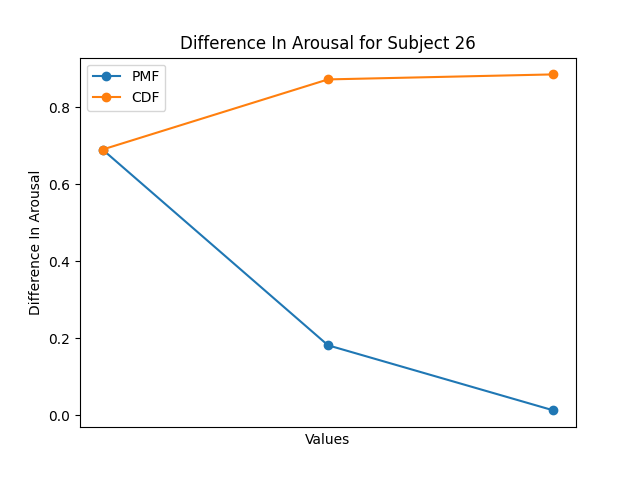 Difference In Arousal for Subject 26
PMF
CDF
0.8
0.6
0.4
0.2
0.0
Difference In Arousal
Values